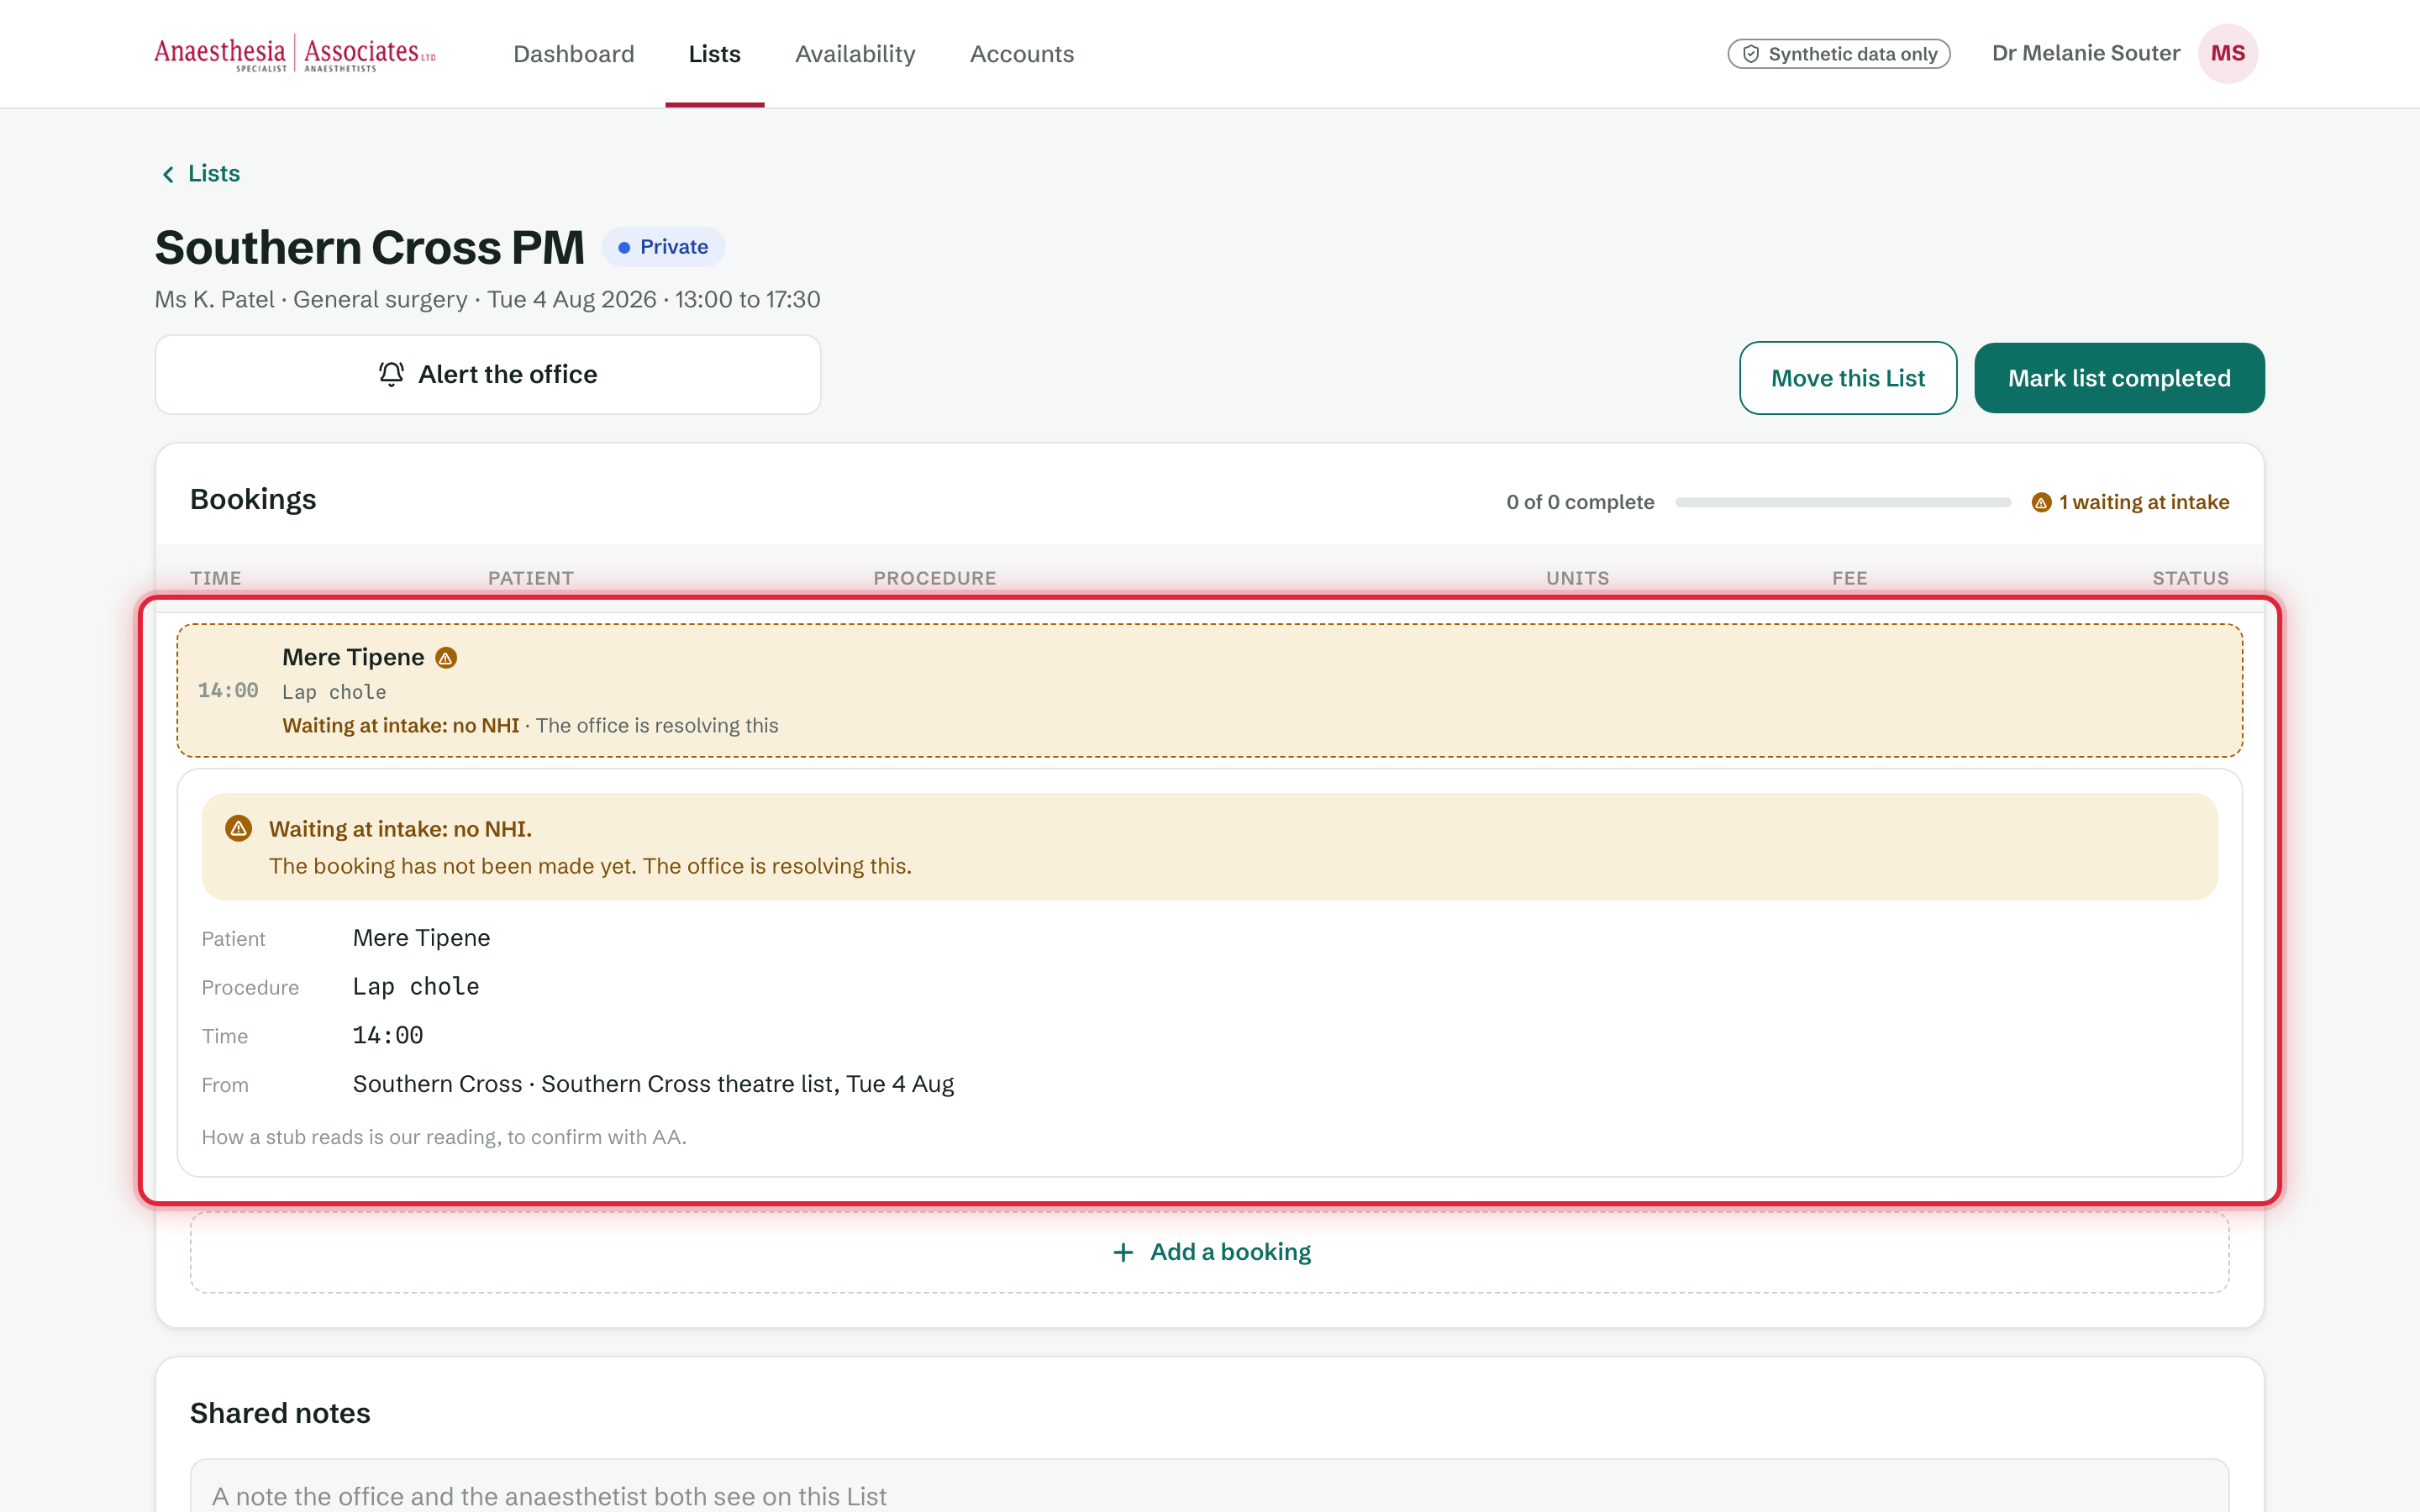 Anaesthesia | Associates LTD
SPECIALIST ANAESTHETISTS
Dashboard
Lists
Availability
Accounts
Synthetic data only
Dr Melanie Souter
MS
Lists
Southern Cross PM
Private
Ms K. Patel · General surgery · Tue 4 Aug 2026 · 13:00 to 17:30
Alert the office
Move this List
Mark list completed
Bookings
0 of 0 complete
1 waiting at intake
TIME PATIENT PROCEDURE UNITS FEE STATUS
Mere Tipene
14:00
Lap chole
Waiting at intake: no NHI · The office is resolving this
Waiting at intake: no NHI.
The booking has not been made yet. The office is resolving this.
Patient Mere Tipene
Procedure Lap chole
Time 14:00
From Southern Cross · Southern Cross theatre list, Tue 4 Aug
How a stub reads is our reading, to confirm with AA.
+ Add a booking
Shared notes
A note the office and the anaesthetist both see on this List